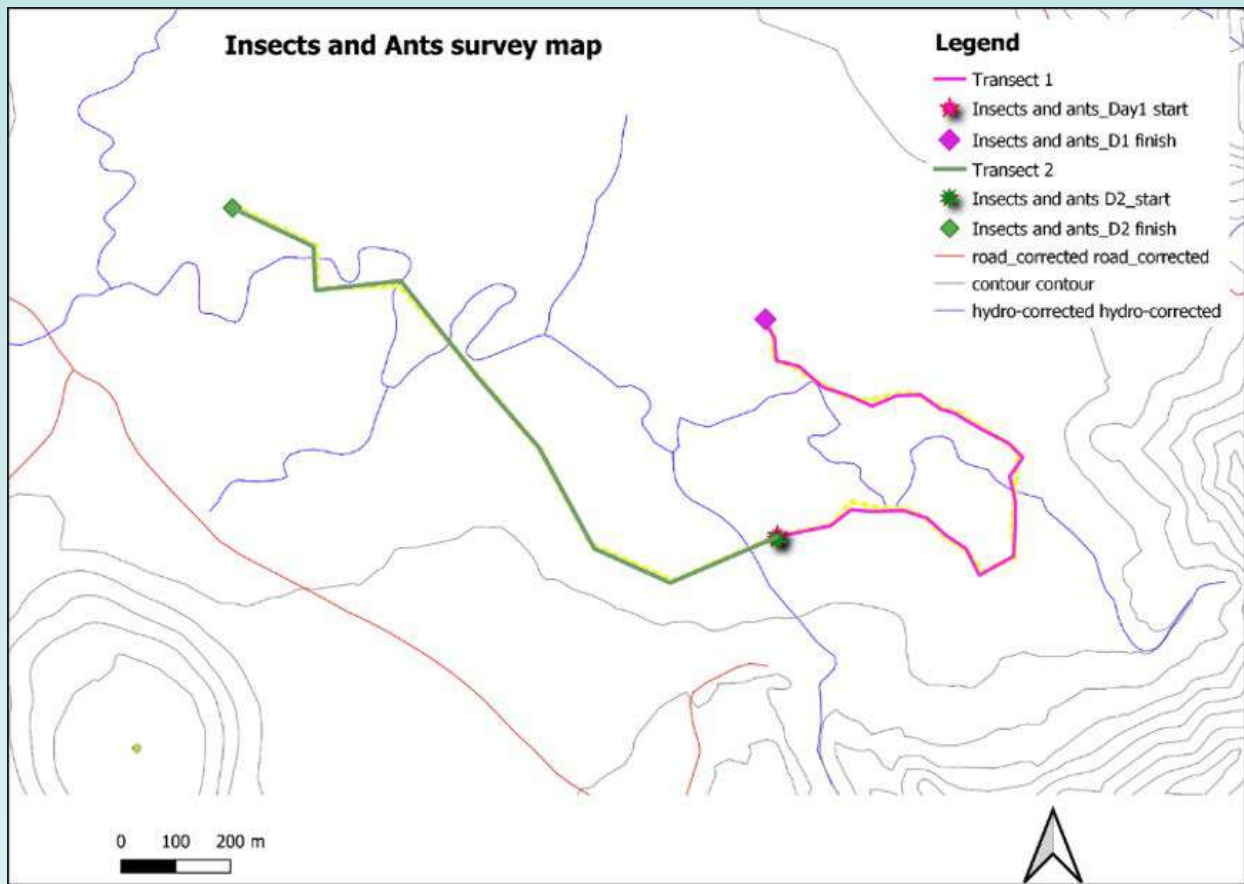 Insects and Ants survey map
Legend
Transect 1
Insects and ants_Day1 start
Insects and ants_D1 finish
Transect 2
Insects and ants D2_start
Insects and ants_D2 finish
road_corrected road_corrected
contour contour
hydro-corrected hydro-corrected
0 100 200 m